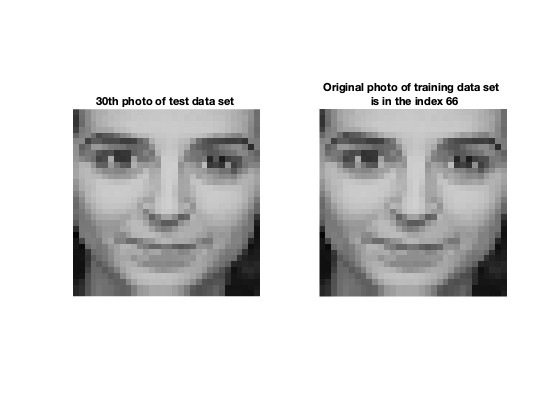 30th photo of test data set
Original photo of training data set
is in the index 66